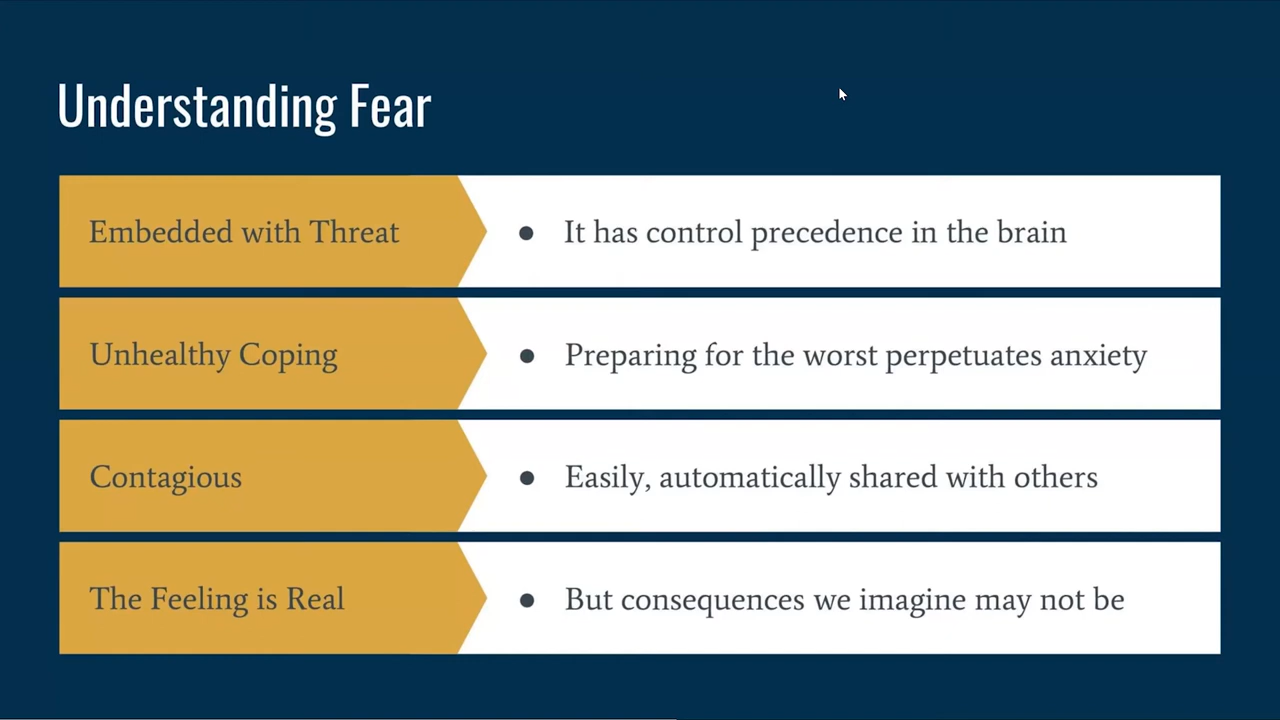 Understanding Fear
Embedded with Threat
● It has control precedence in the brain
Unhealthy Coping
● Preparing for the worst perpetuates anxiety
Contagious
● Easily, automatically shared with others
The Feeling is Real
● But consequences we imagine may not be